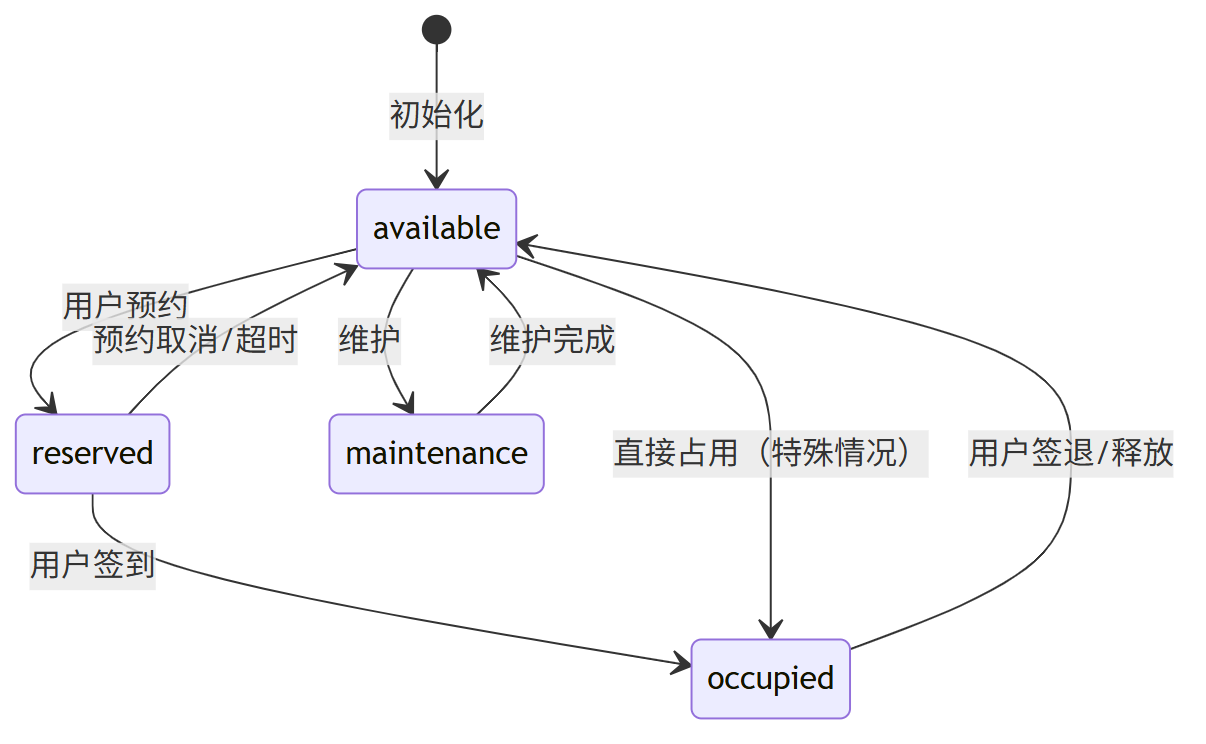 初始化
available
用户预约
预约取消/超时
维护
维护完成
reserved
maintenance
直接占用（特殊情况）
用户签退/释放
用户签到
occupied